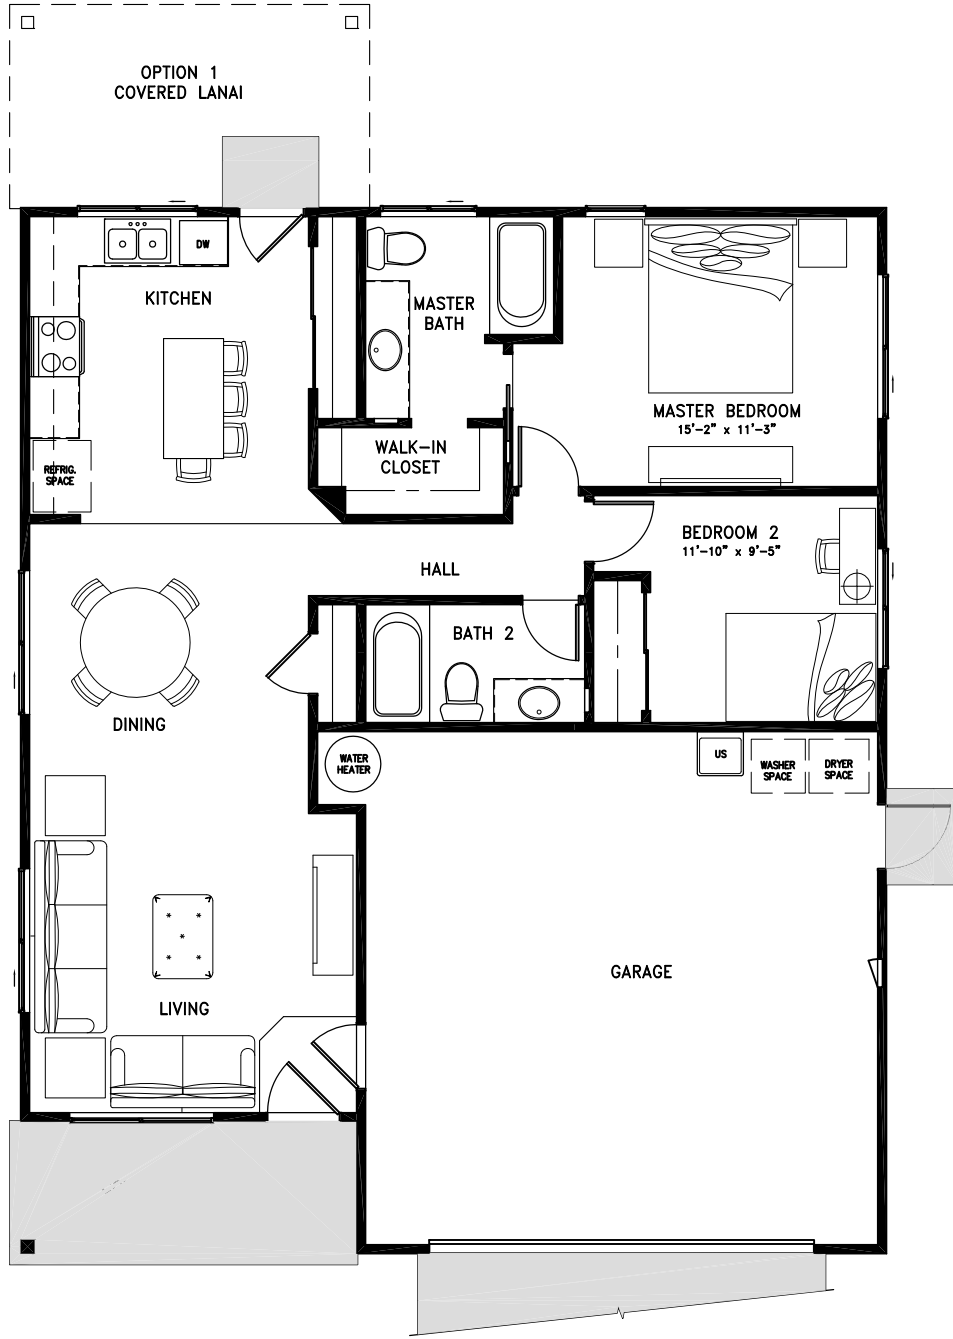 OPTION 1
COVERED LANAI
DW
KITCHEN
MASTER
BATH
MASTER BEDROOM
15'-2" x 11'-3"
WALK-IN
CLOSET
REFRIG.
SPACE
BEDROOM 2
11'-10" x 9'-5"
HALL
BATH 2
DINING
WATER
HEATER
US
WASHER
SPACE
DRYER
SPACE
GARAGE
LIVING